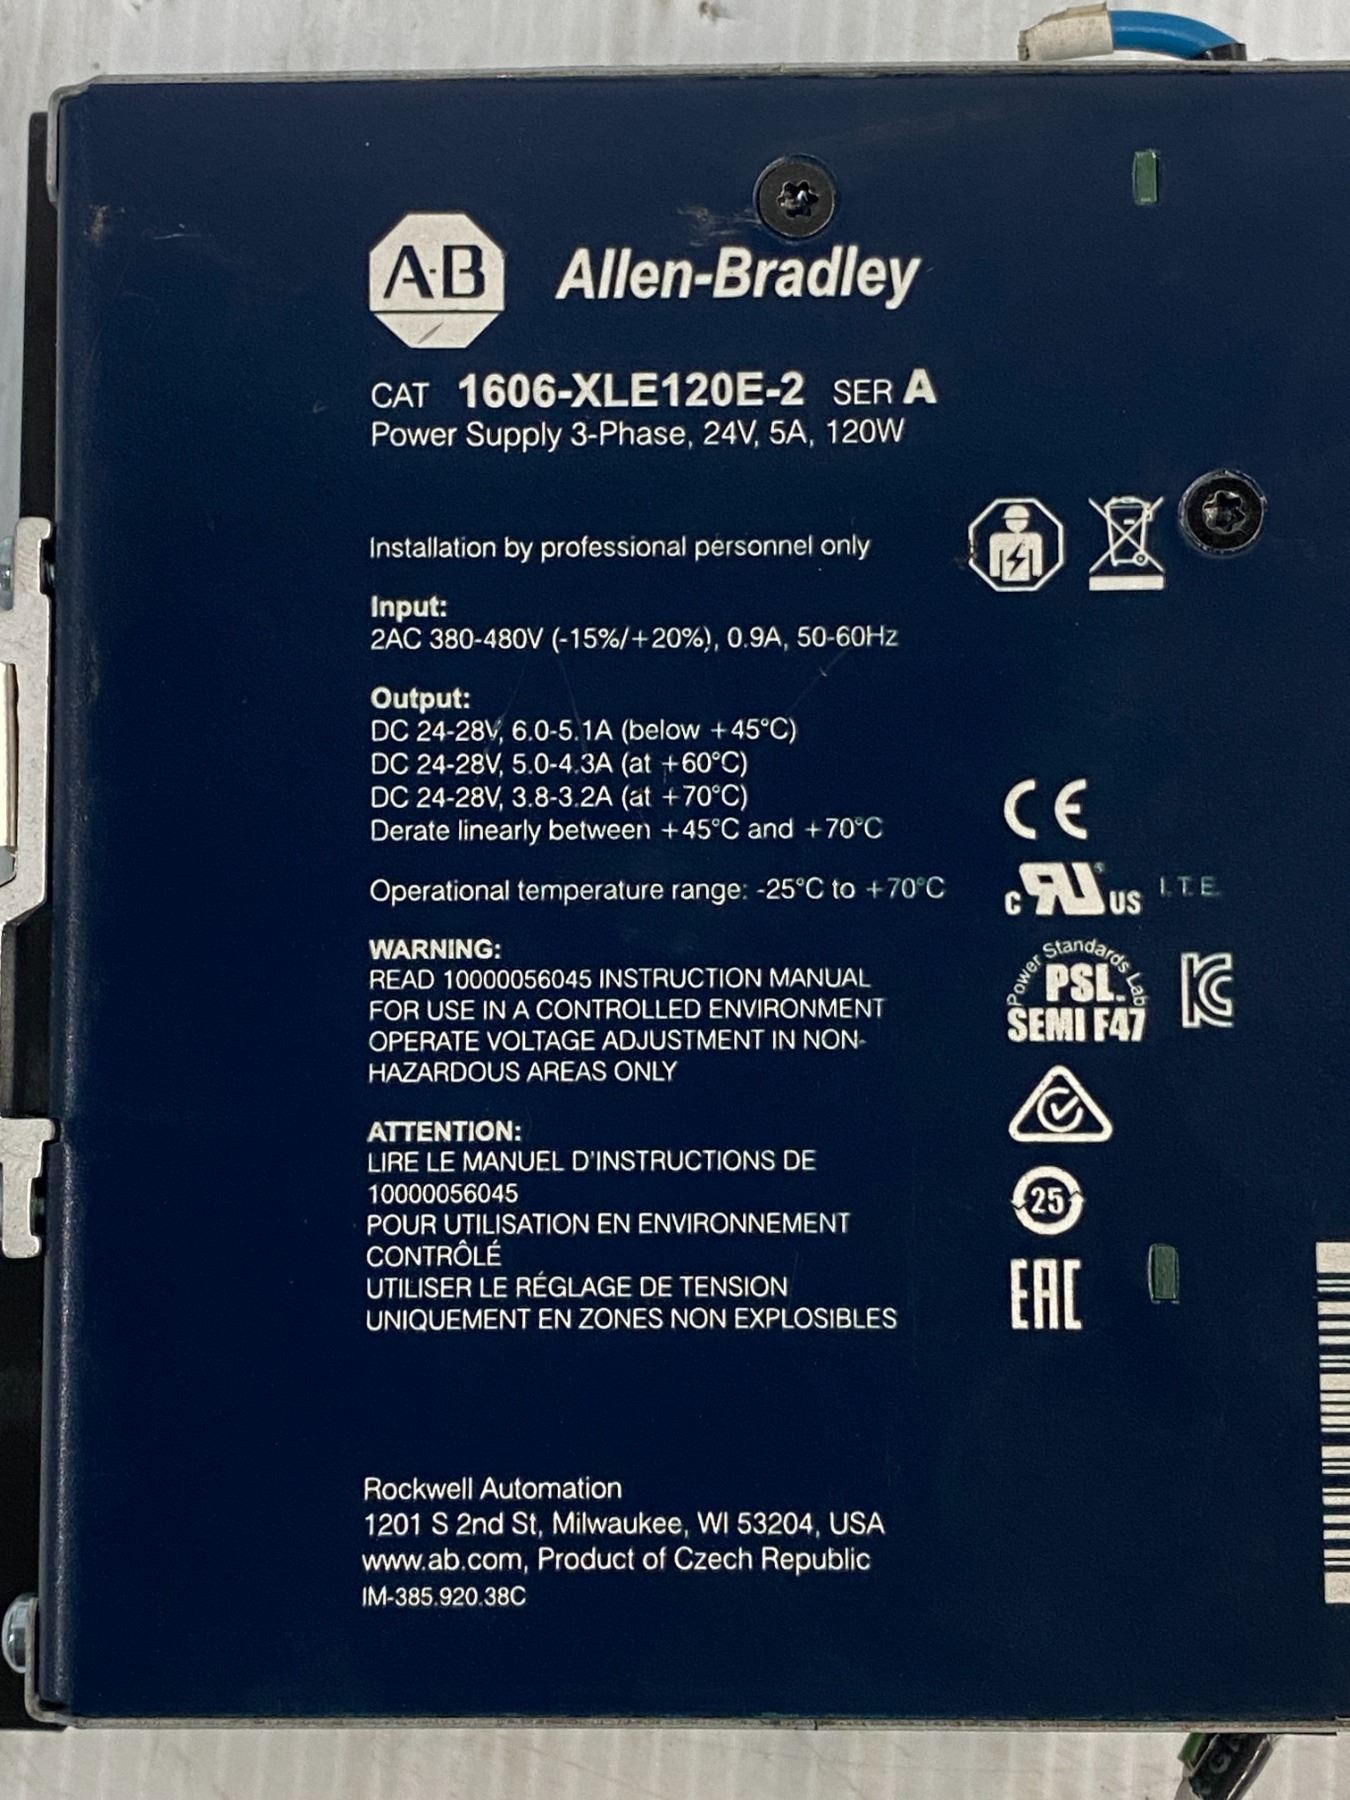 A·B Allen-Bradley
CAT 1606-XLE120E-2 SER A
Power Supply 3-Phase, 24V, 5A, 120W
Installation by professional personnel only
Input:
2AC 380-480V (-15%/+20%), 0.9A, 50-60Hz
Output:
DC 24-28V, 6.0-5.1A (below +45°C)
DC 24-28V, 5.0-4.3A (at +60°C)
DC 24-28V, 3.8-3.2A (at +70°C)
Derate linearly between +45°C and +70°C
Operational temperature range: -25°C to +70°C
WARNING:
READ 10000056045 INSTRUCTION MANUAL
FOR USE IN A CONTROLLED ENVIRONMENT
OPERATE VOLTAGE ADJUSTMENT IN NON-
HAZARDOUS AREAS ONLY
ATTENTION:
LIRE LE MANUEL D'INSTRUCTIONS DE
10000056045
POUR UTILISATION EN ENVIRONNEMENT
CONTRÔLÉ
UTILISER LE RÉGLAGE DE TENSION
UNIQUEMENT EN ZONES NON EXPLOSIBLES
CE
C RU® US I.T.E.
Power Standards Lab
PSL
SEMI F47
KC
25
EAC
Rockwell Automation
1201 S 2nd St, Milwaukee, WI 53204, USA
www.ab.com, Product of Czech Republic
IM-385.920.38C